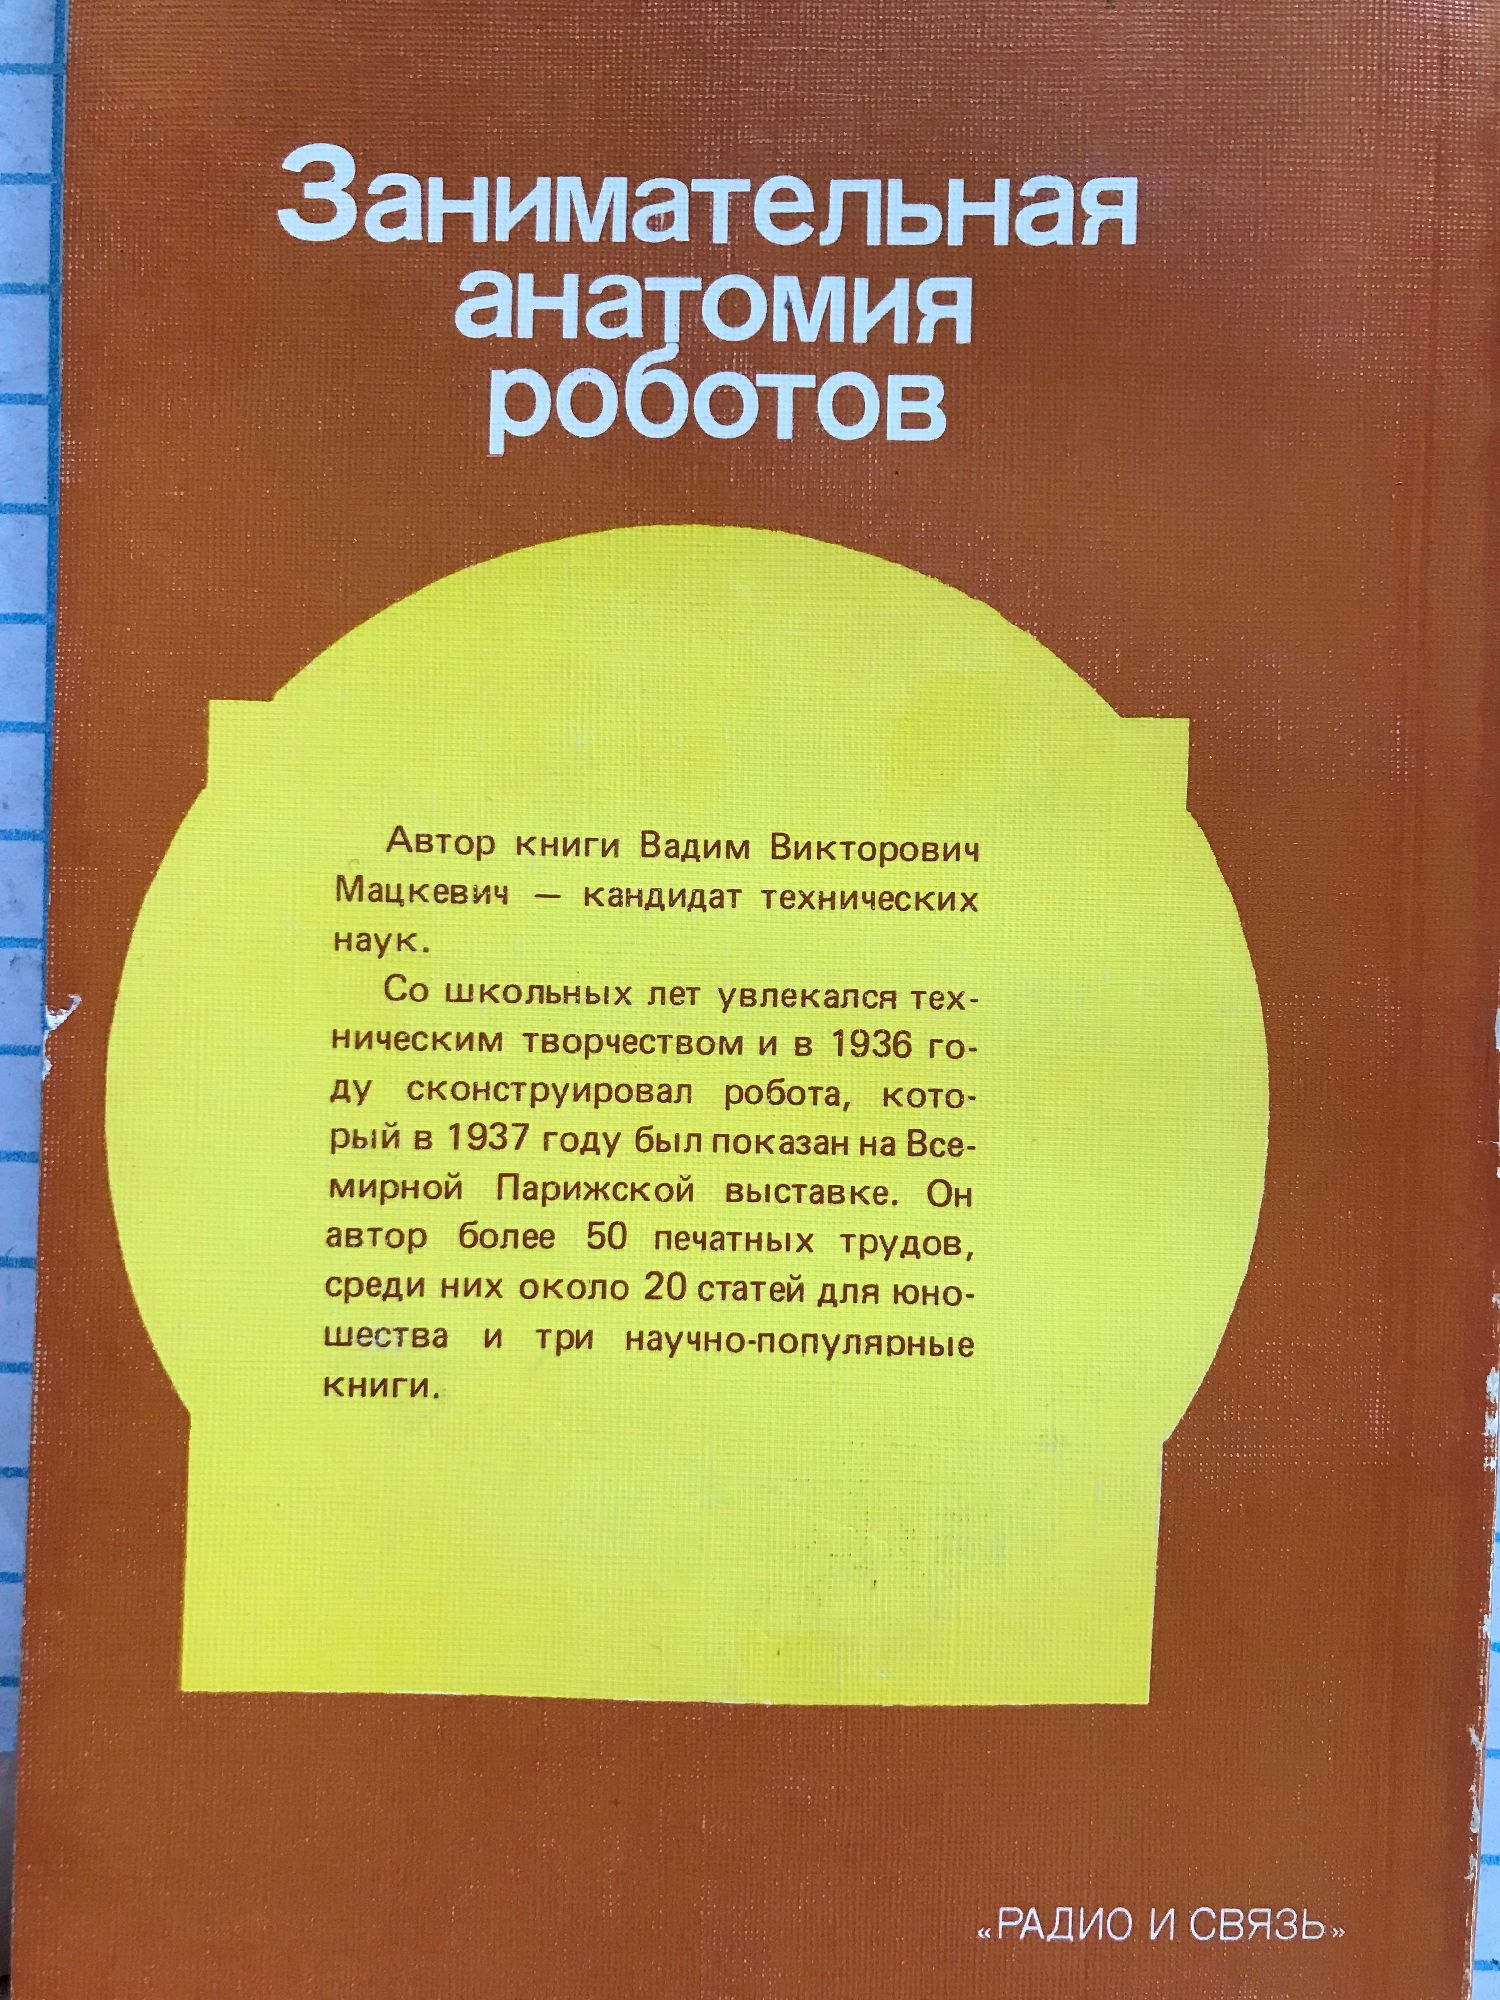 Занимательная
анатомия
роботов
Автор книги Вадим Викторович
Мацкевич — кандидат технических
наук.
Со школьных лет увлекался тех-
ническим творчеством и в 1936 го-
ду сконструировал робота, кото-
рый в 1937 году был показан на Все-
мирной Парижской выставке. Он
автор более 50 печатных трудов,
среди них около 20 статей для юно-
шества и три научно-популярные
книги.
«РАДИО И СВЯЗЬ»